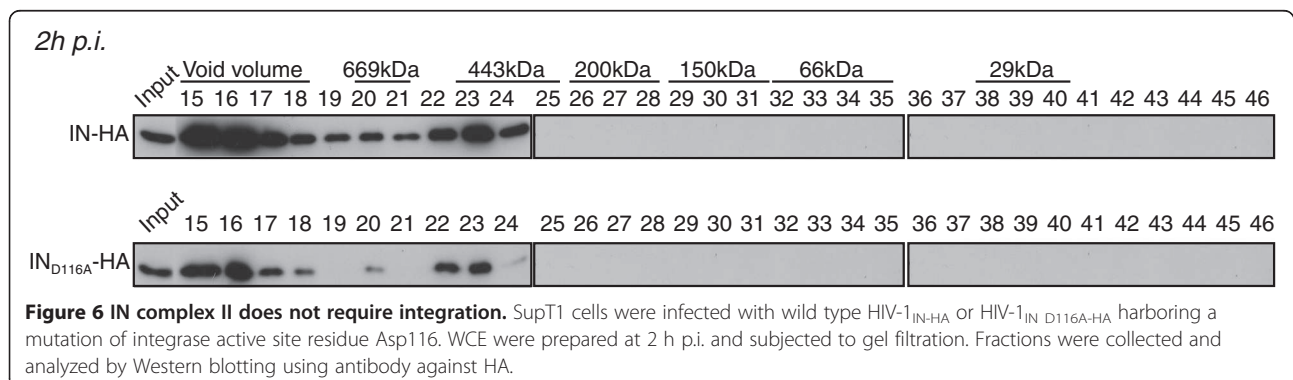 2h p.i.
Void volume 669kDa 443kDa 200kDa 150kDa 66kDa 29kDa
Input 15 16 17 18 19 20 21 22 23 24 25 26 27 28 29 30 31 32 33 34 35 36 37 38 39 40 41 42 43 44 45 46
IN-HA
Input 15 16 17 18 19 20 21 22 23 24 25 26 27 28 29 30 31 32 33 34 35 36 37 38 39 40 41 42 43 44 45 46
IND116A-HA
Figure 6 IN complex II does not require integration. SupT1 cells were infected with wild type HIV-1IN-HA or HIV-1IN D116A-HA harboring a
mutation of integrase active site residue Asp116. WCE were prepared at 2 h p.i. and subjected to gel filtration. Fractions were collected and
analyzed by Western blotting using antibody against HA.